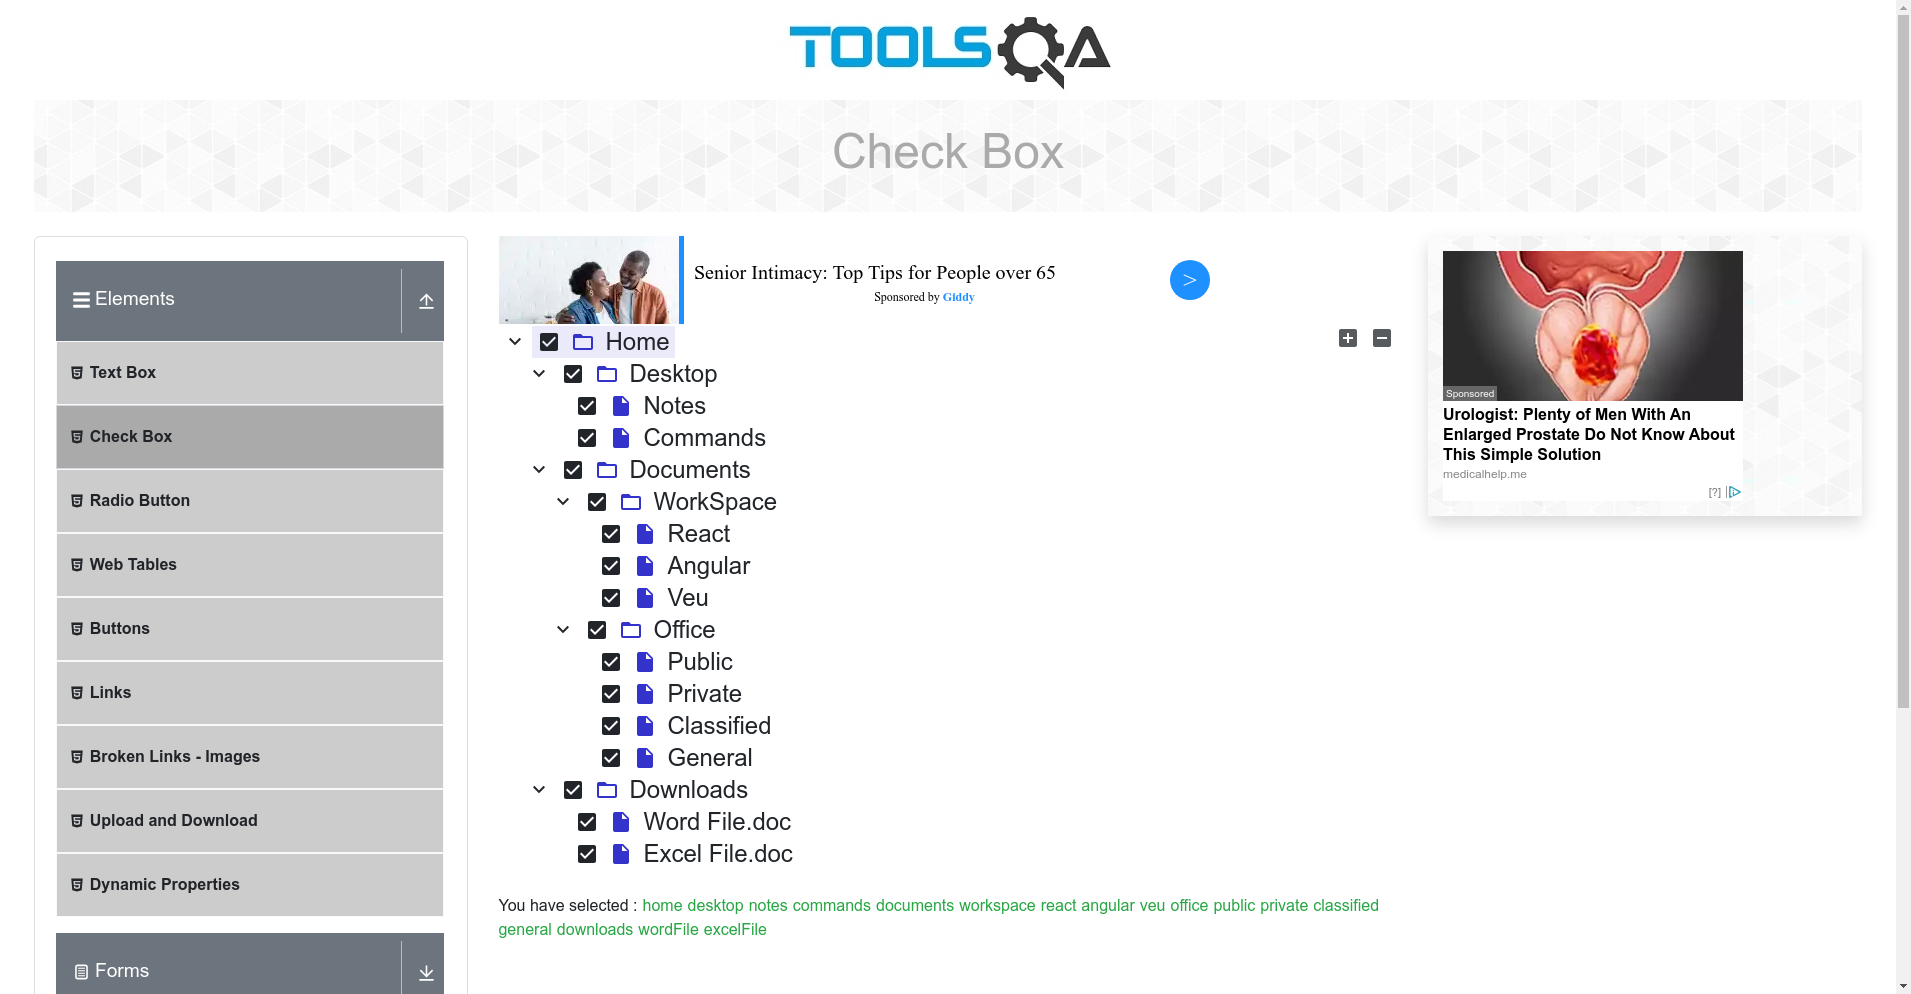 TOOLSQA
Check Box
Elements
Text Box
Check Box
Radio Button
Web Tables
Buttons
Links
Broken Links - Images
Upload and Download
Dynamic Properties
Forms
Senior Intimacy: Top Tips for People over 65
Sponsored by Giddy
>
Home
Desktop
Notes
Commands
Documents
WorkSpace
React
Angular
Veu
Office
Public
Private
Classified
General
Downloads
Word File.doc
Excel File.doc
You have selected : home desktop notes commands documents workspace react angular veu office public private classified
general downloads wordFile excelFile
Sponsored
Urologist: Plenty of Men With An
Enlarged Prostate Do Not Know About
This Simple Solution
medicalhelp.me
[?]